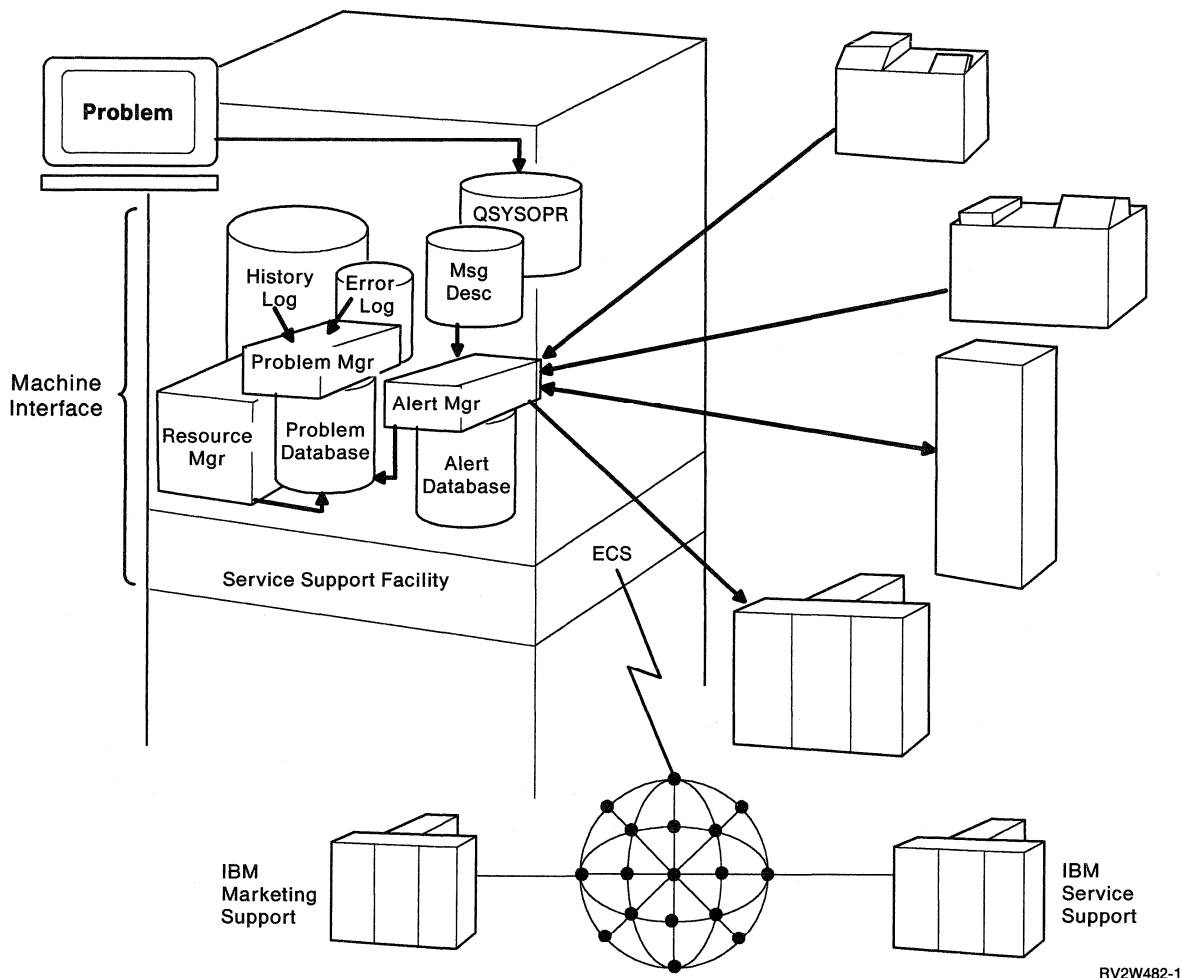 Problem
QSYSOPR
History
Log
Error
Log
Msg
Desc
Problem Mgr
Machine
Interface
Alert Mgr
Resource
Mgr
Problem
Database
Alert
Database
ECS
Service Support Facility
IBM
Marketing
Support
IBM
Service
Support
RV2W482-1